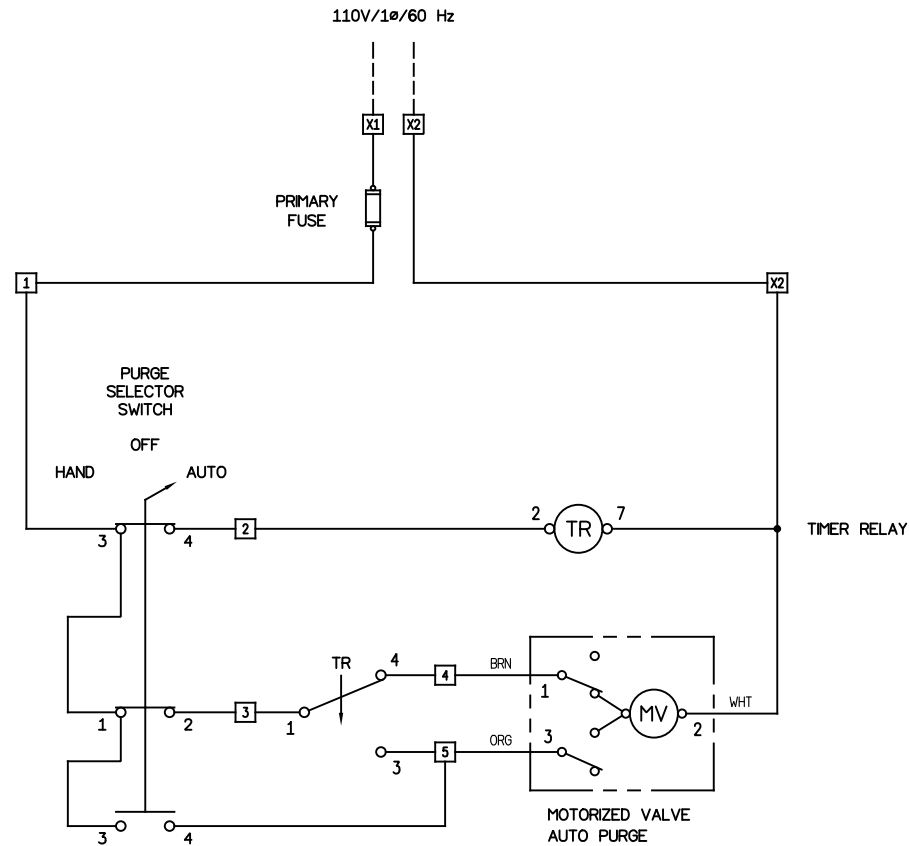 110V/1ø/60 Hz
X1 X2
PRIMARY
FUSE
1 X2
PURGE
SELECTOR
SWITCH
OFF
HAND AUTO
2 7
3 4 2 TR TIMER RELAY
TR 4 4 BRN
1
1 2 3 1 MV WHT
2
3 5 ORG 3
MOTORIZED VALVE
3 4 AUTO PURGE